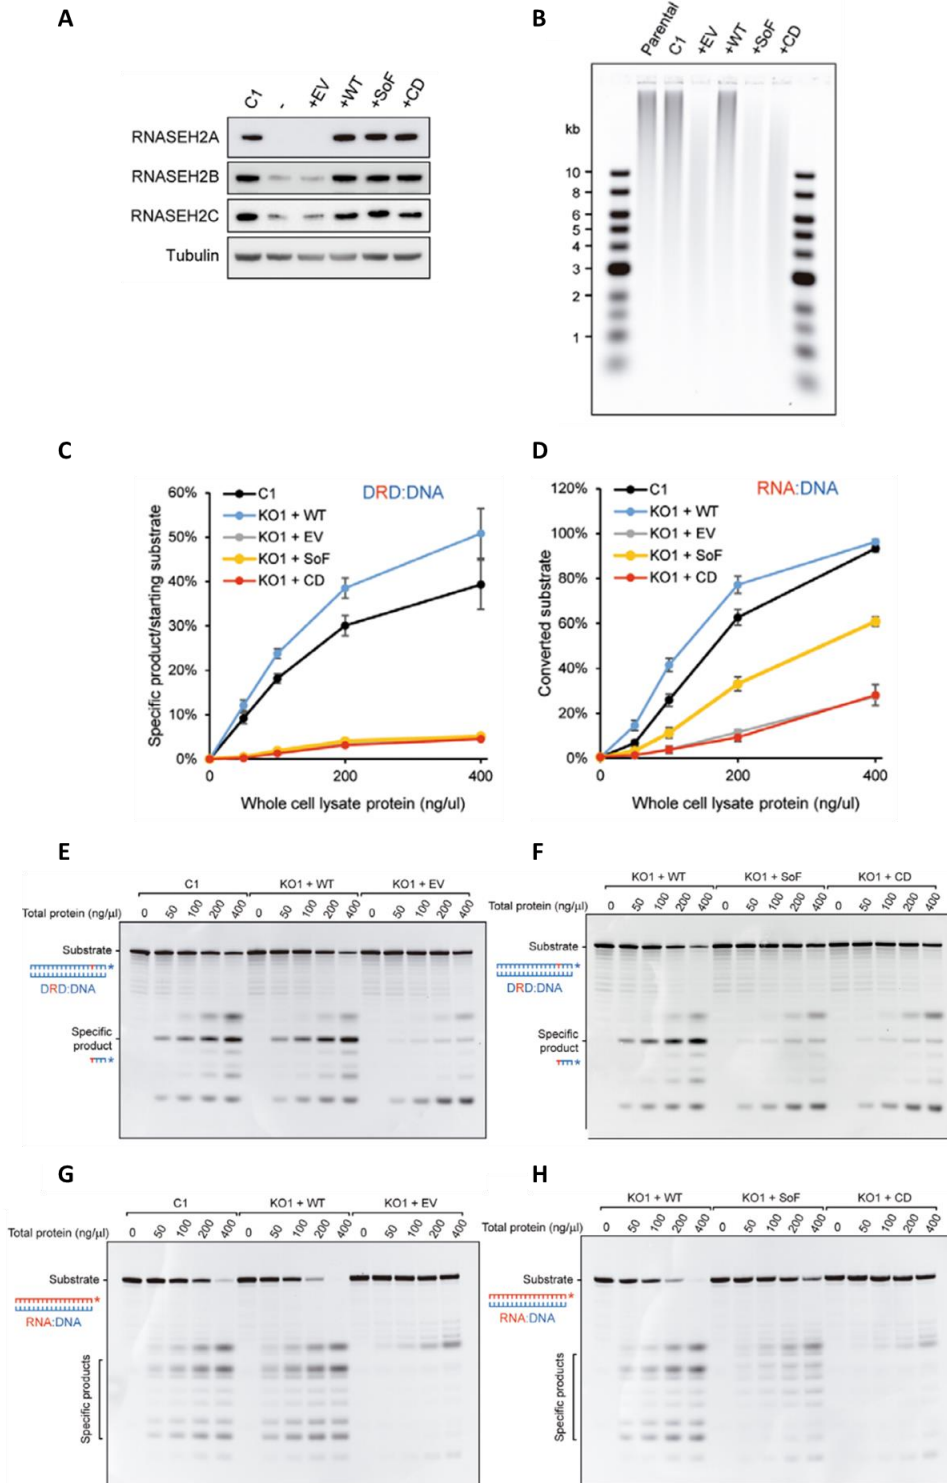 A
C1 - +EV +WT +SoF +CD
RNASEH2A
RNASEH2B
RNASEH2C
Tubulin
B
Parental C1 +EV +WT +SoF +CD
kb
10
8
6
5
4
3
2
1
C
60%
50%
40%
30%
20%
10%
0%
Specific product/starting substrate
C1
KO1 + WT
KO1 + EV
KO1 + SoF
KO1 + CD
DRD:DNA
0 200 400
Whole cell lysate protein (ng/ul)
D
120%
100%
80%
60%
40%
20%
0%
Converted substrate
C1
KO1 + WT
KO1 + EV
KO1 + SoF
KO1 + CD
RNA:DNA
0 200 400
Whole cell lysate protein (ng/ul)
E
C1 KO1 + WT KO1 + EV
Total protein (ng/µl) 0 50 100 200 400 0 50 100 200 400 0 50 100 200 400
Substrate
*
DRD:DNA
Specific
product
*
F
KO1 + WT KO1 + SoF KO1 + CD
Total protein (ng/µl) 0 50 100 200 400 0 50 100 200 400 0 50 100 200 400
Substrate
*
DRD:DNA
Specific
product
*
G
C1 KO1 + WT KO1 + EV
Total protein (ng/µl) 0 50 100 200 400 0 50 100 200 400 0 50 100 200 400
Substrate
*
RNA:DNA
Specific products
H
KO1 + WT KO1 + SoF KO1 + CD
Total protein (ng/µl) 0 50 100 200 400 0 50 100 200 400 0 50 100 200 400
Substrate
*
RNA:DNA
Specific products